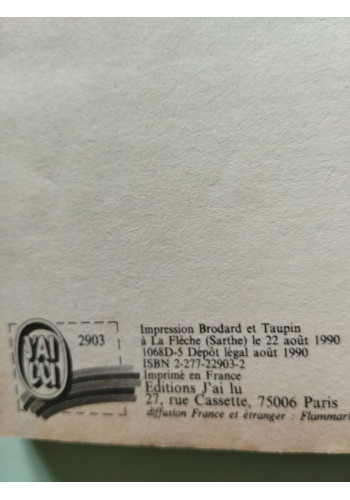 J'AI
LU
2903
Impression Brodard et Taupin
à La Flèche (Sarthe) le 22 août 1990
1068D-5 Dépôt légal août 1990
ISBN 2-277-22903-2
Imprimé en France
Editions J'ai lu
27, rue Cassette, 75006 Paris
diffusion France et étranger : Flammari